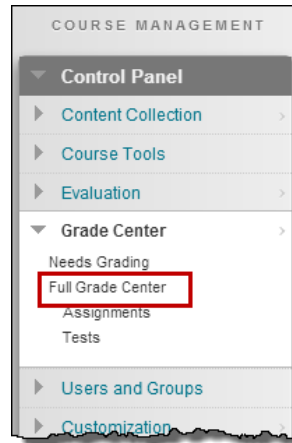 COURSE MANAGEMENT
Control Panel
Content Collection
Course Tools
Evaluation
Grade Center
Needs Grading
Full Grade Center
Assignments
Tests
Users and Groups
Customization